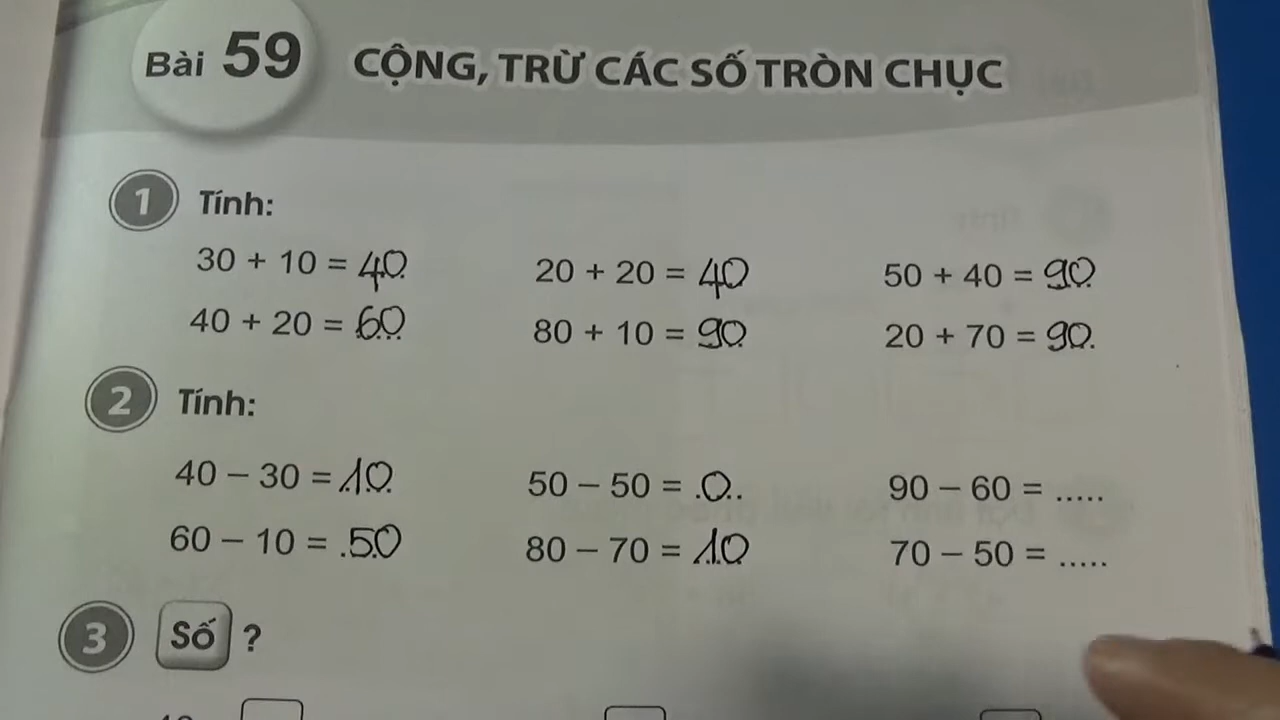 Bài 59 CỘNG, TRỪ CÁC SỐ TRÒN CHỤC
1 Tính:
30 + 10 = 40 20 + 20 = 40 50 + 40 = 90
40 + 20 = 60 80 + 10 = 90 20 + 70 = 90
2 Tính:
40 – 30 = 10 50 – 50 = 0 90 – 60 = .....
60 – 10 = 50 80 – 70 = 10 70 – 50 = .....
3 Số ?